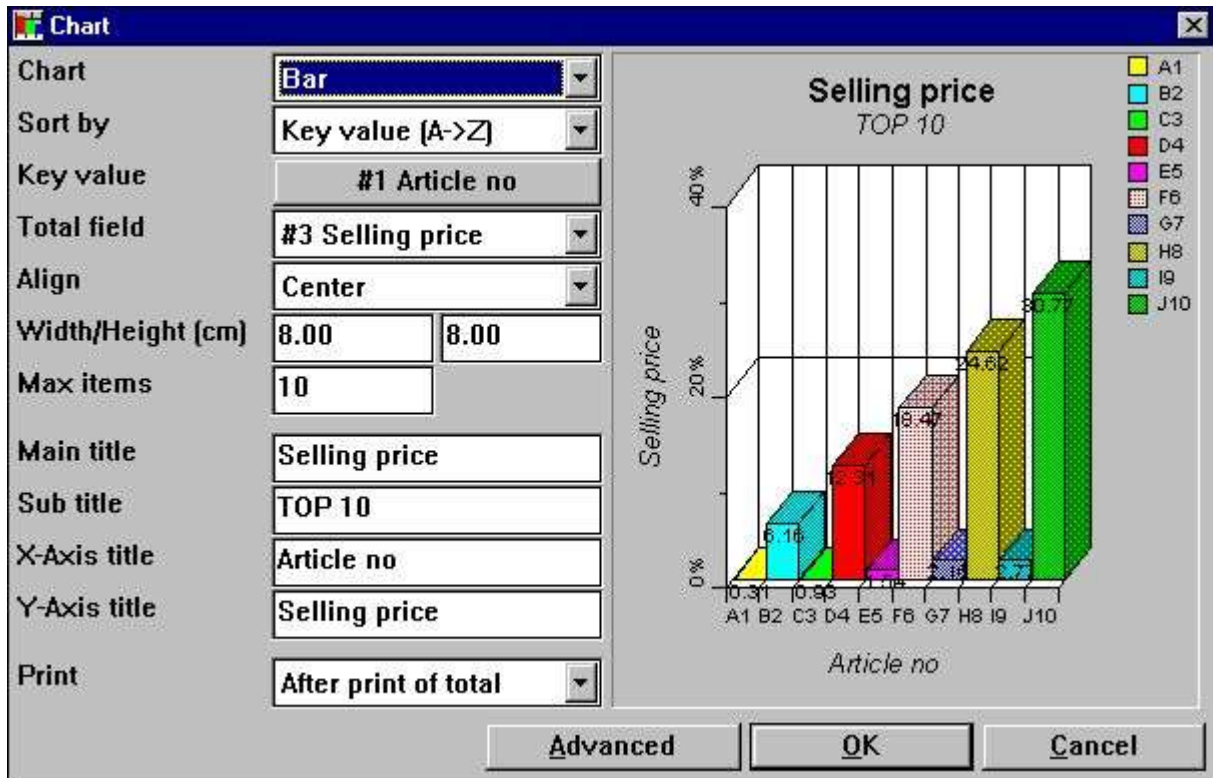 Chart
Chart Bar
Sort by Key value (A->Z)
Key value #1 Article no
Total field #3 Selling price
Align Center
Width/Height (cm) 8.00 8.00
Max items 10
Main title Selling price
Sub title TOP 10
X-Axis title Article no
Y-Axis title Selling price
Print After print of total
Selling price
TOP 10
A1
B2
C3
D4
E5
F6
G7
H8
I9
J10
Selling price
40%
20%
0%
0.31
6.16
0.93
12.31
18.47
24.62
30.77
A1 B2 C3 D4 E5 F6 G7 H8 I9 J10
Article no
Advanced OK Cancel